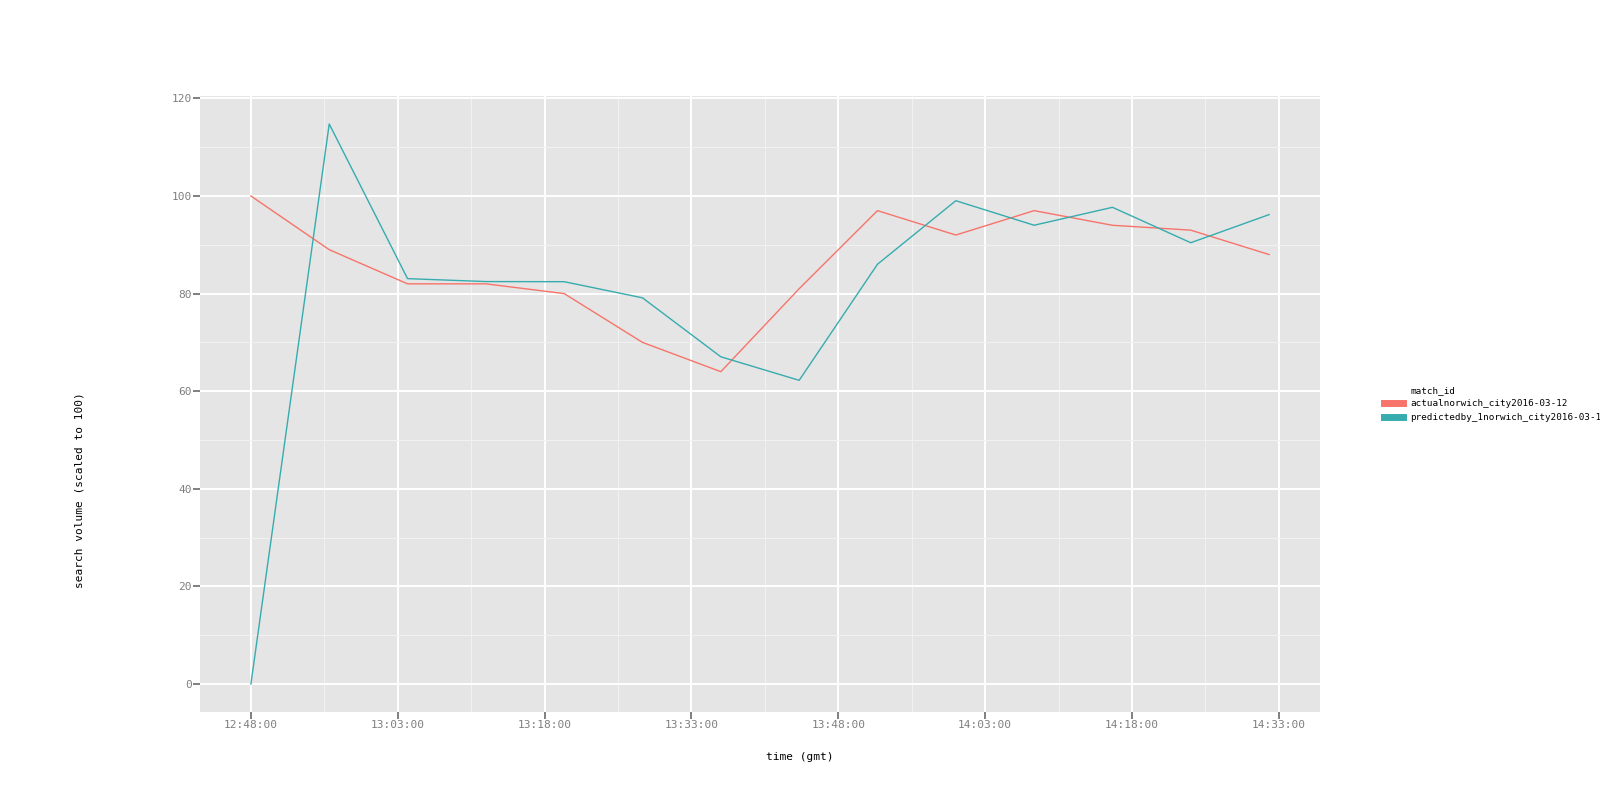 120
100
80
60
40
20
0
search volume (scaled to 100)
12:48:00 13:03:00 13:18:00 13:33:00 13:48:00 14:03:00 14:18:00 14:33:00
time (gmt)
match_id
actualnorwich_city2016-03-12
predictedby_1norwich_city2016-03-1